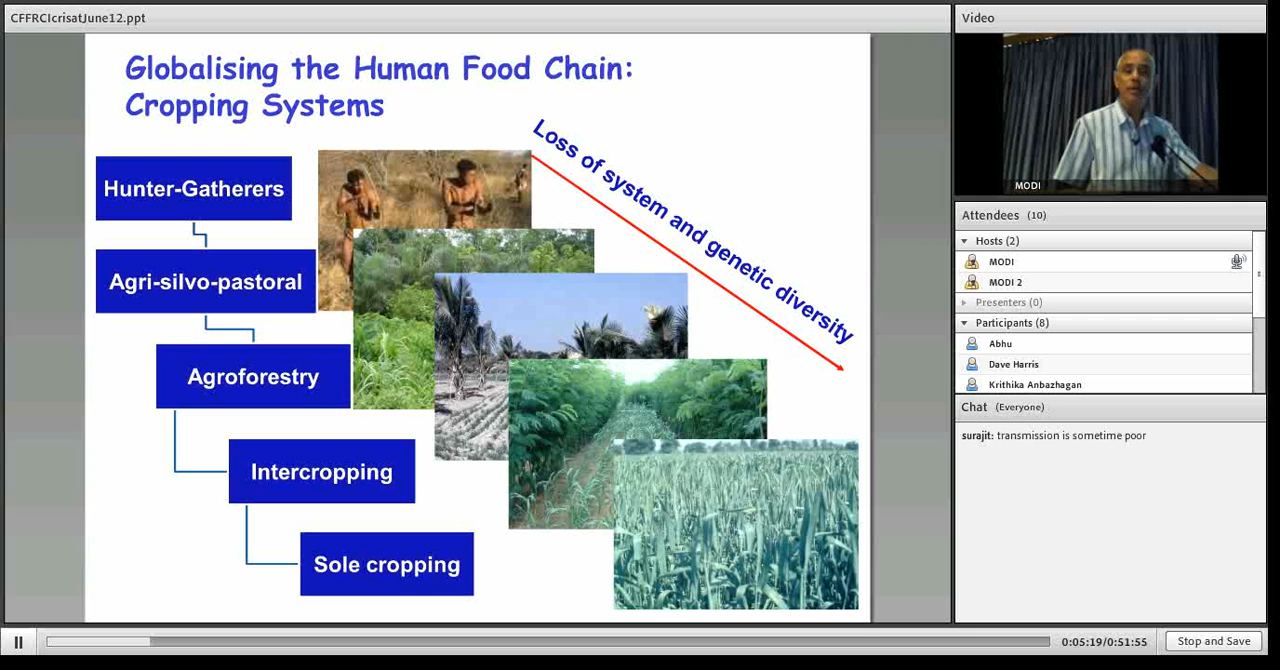 CFFRCIcrisatJune12.ppt
Globalising the Human Food Chain:
Cropping Systems
Hunter-Gatherers
Agri-silvo-pastoral
Agroforestry
Intercropping
Sole cropping
Loss of system and genetic diversity
Video
MODI
Attendees (10)
Hosts (2)
MODI
MODI 2
Presenters (0)
Participants (8)
Abhu
Dave Harris
Krithika Anbazhagan
Chat (Everyone)
surajit: transmission is sometime poor
0:05:19/0:51:55
Stop and Save